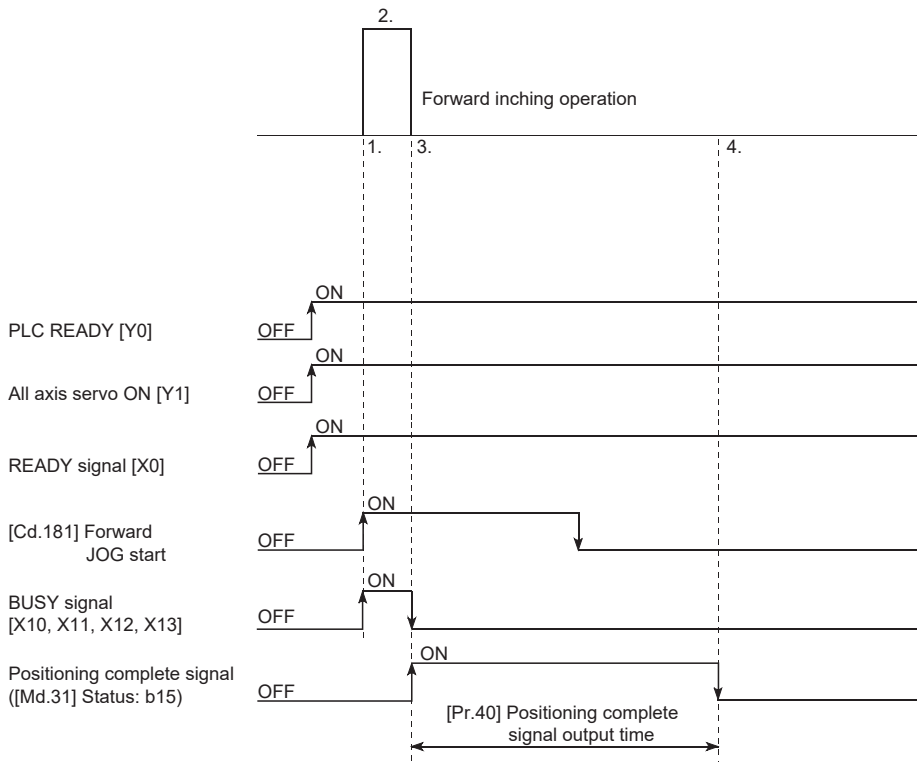 2.
Forward inching operation
1.
3.
4.
ON
PLC READY [Y0]
OFF
ON
All axis servo ON [Y1]
OFF
ON
READY signal [X0]
OFF
ON
[Cd.181] Forward
JOG start
OFF
ON
BUSY signal
[X10, X11, X12, X13]
OFF
ON
Positioning complete signal
([Md.31] Status: b15)
OFF
[Pr.40] Positioning complete
signal output time